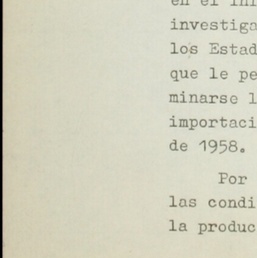 en el ini
investiga
los Estad
que le pe
minarse l
importaci
de 1958.
Por
las condi
la produc